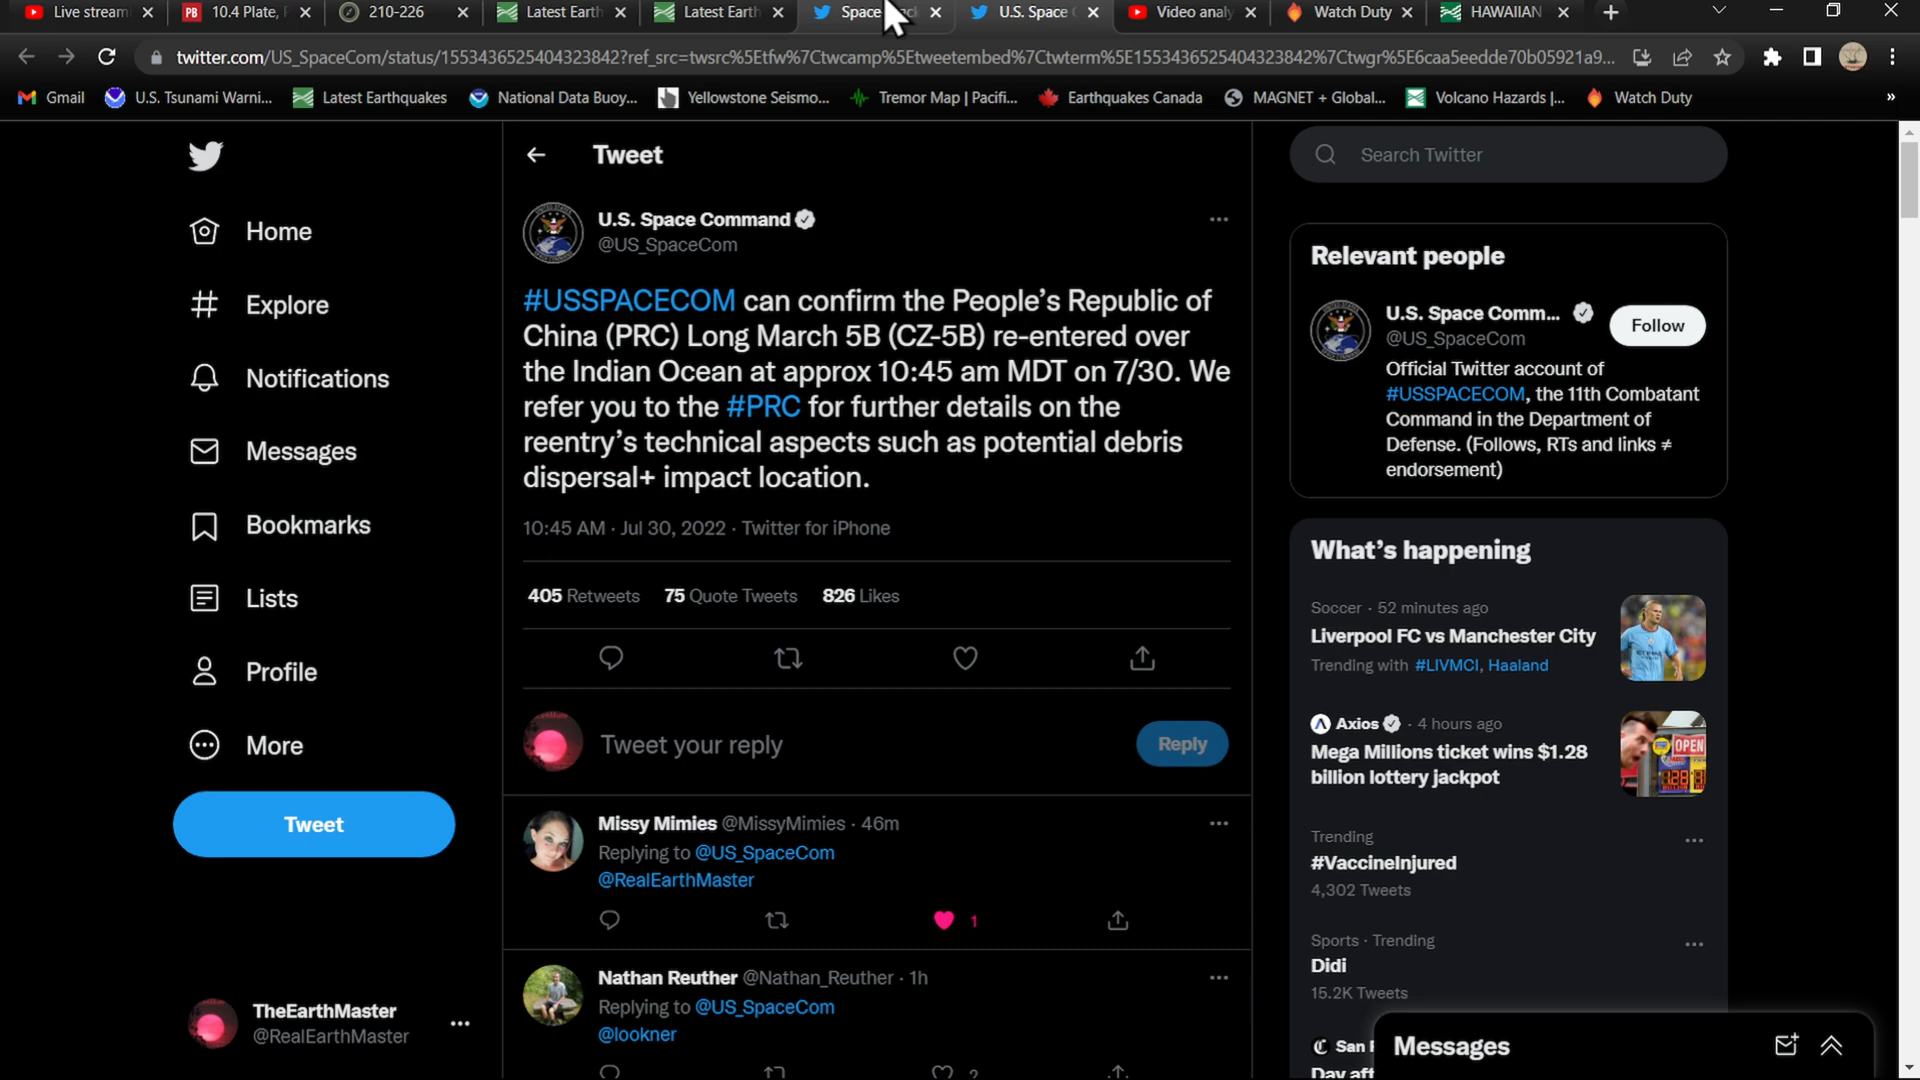 Live stream
10.4 Plate,
210-226
Latest Earth
Latest Earth
Space
U.S. Space
Video analy
Watch Duty
HAWAIIAN
twitter.com/US_SpaceCom/status/1553436525404323842?ref_src=twsrc%5Etfw%7Ctwcamp%5Etweetembed%7Ctwterm%5E1553436525404323842%7Ctwgr%5E6caa5eedde70b05921a9...
Gmail
U.S. Tsunami Warni...
Latest Earthquakes
National Data Buoy...
Yellowstone Seismo...
Tremor Map | Pacifi...
Earthquakes Canada
MAGNET + Global...
Volcano Hazards |...
Watch Duty
Home
Explore
Notifications
Messages
Bookmarks
Lists
Profile
More
Tweet
TheEarthMaster
@RealEarthMaster
Tweet
U.S. Space Command
@US_SpaceCom
#USSPACECOM can confirm the People's Republic of
China (PRC) Long March 5B (CZ-5B) re-entered over
the Indian Ocean at approx 10:45 am MDT on 7/30. We
refer you to the #PRC for further details on the
reentry's technical aspects such as potential debris
dispersal+ impact location.
10:45 AM · Jul 30, 2022 · Twitter for iPhone
405 Retweets 75 Quote Tweets 826 Likes
Tweet your reply
Reply
Missy Mimies @MissyMimies · 46m
Replying to @US_SpaceCom
@RealEarthMaster
1
Nathan Reuther @Nathan_Reuther · 1h
Replying to @US_SpaceCom
@lookner
2
Search Twitter
Relevant people
U.S. Space Comm...
@US_SpaceCom
Follow
Official Twitter account of
#USSPACECOM, the 11th Combatant
Command in the Department of
Defense. (Follows, RTs and links ≠
endorsement)
What's happening
Soccer · 52 minutes ago
Liverpool FC vs Manchester City
Trending with #LIVMCI, Haaland
Axios · 4 hours ago
Mega Millions ticket wins $1.28
billion lottery jackpot
OPEN
Trending
#VaccineInjured
4,302 Tweets
Sports · Trending
Didi
15.2K Tweets
San
Day aft
Messages